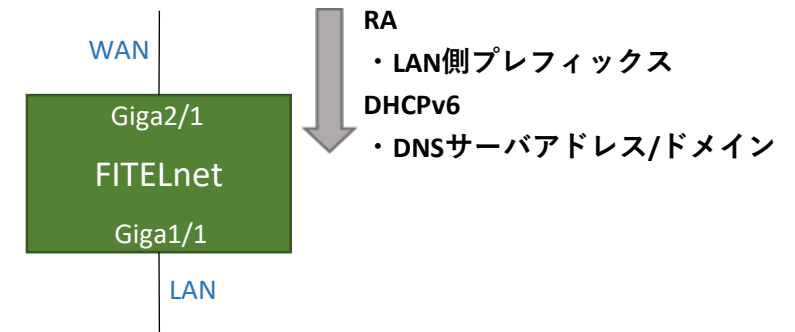 WAN
Giga2/1
FITELnet
Giga1/1
LAN
RA
・LAN側プレフィックス
DHCPv6
・DNSサーバアドレス/ドメイン